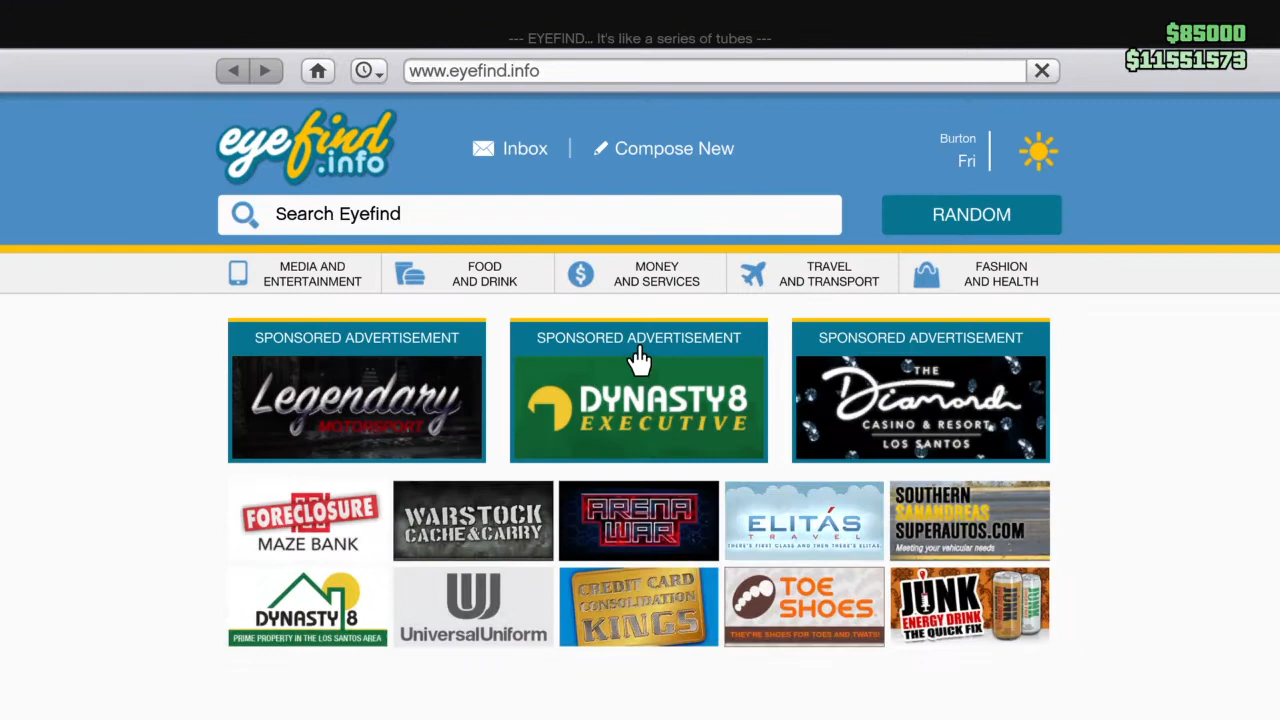 --- EYEFIND... It's like a series of tubes ---
$85000
$11551573
www.eyefind.info
eyefind
.info
Inbox
Compose New
Burton
Fri
Search Eyefind
RANDOM
MEDIA AND
ENTERTAINMENT
FOOD
AND DRINK
MONEY
AND SERVICES
TRAVEL
AND TRANSPORT
FASHION
AND HEALTH
SPONSORED ADVERTISEMENT
Legendary
MOTORSPORT
SPONSORED ADVERTISEMENT
DYNASTY 8
EXECUTIVE
SPONSORED ADVERTISEMENT
THE
Diamond
CASINO & RESORT
LOS SANTOS
FORECLOSURE
MAZE BANK
WARSTOCK
CACHE & CARRY
ARENA
WAR
ELITÁS
TRAVEL
THERE'S FIRST CLASS AND THEN THERE'S ELITAS.
SOUTHERN
SANANDREAS
SUPERAUTOS.COM
Meeting your vehicular needs
DYNASTY 8
PRIME PROPERTY IN THE LOS SANTOS AREA
UniversalUniform
CREDIT CARD
CONSOLIDATION
KINGS
TOE
SHOES
THEY'RE SHOES FOR TOES AND TWATS!
JUNK
ENERGY DRINK
THE QUICK FIX